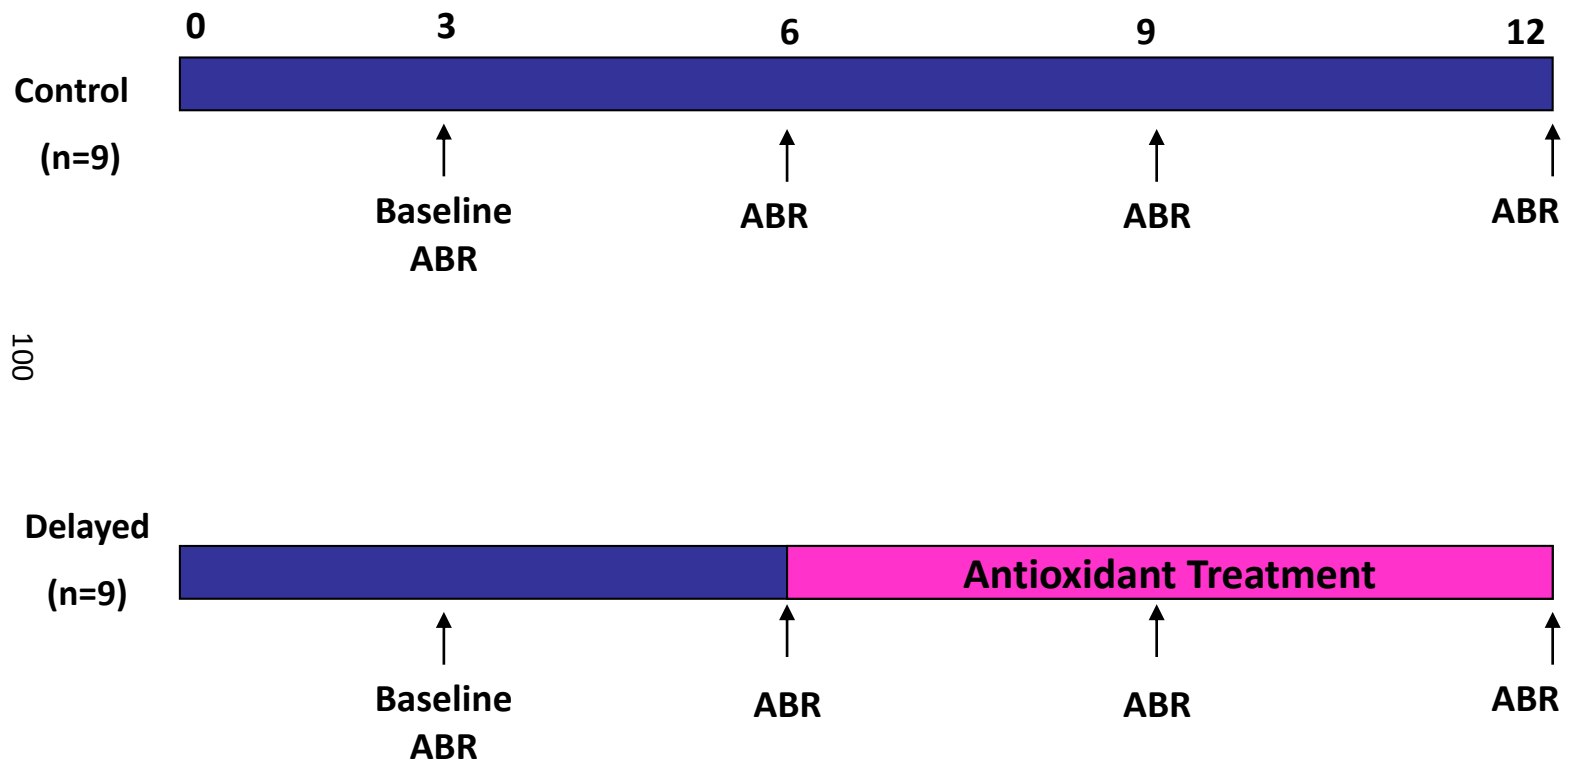 0 3 6 9 12
Control
(n=9)
Baseline
ABR
ABR
ABR
ABR
100
Delayed
(n=9)
Antioxidant Treatment
Baseline
ABR
ABR
ABR
ABR